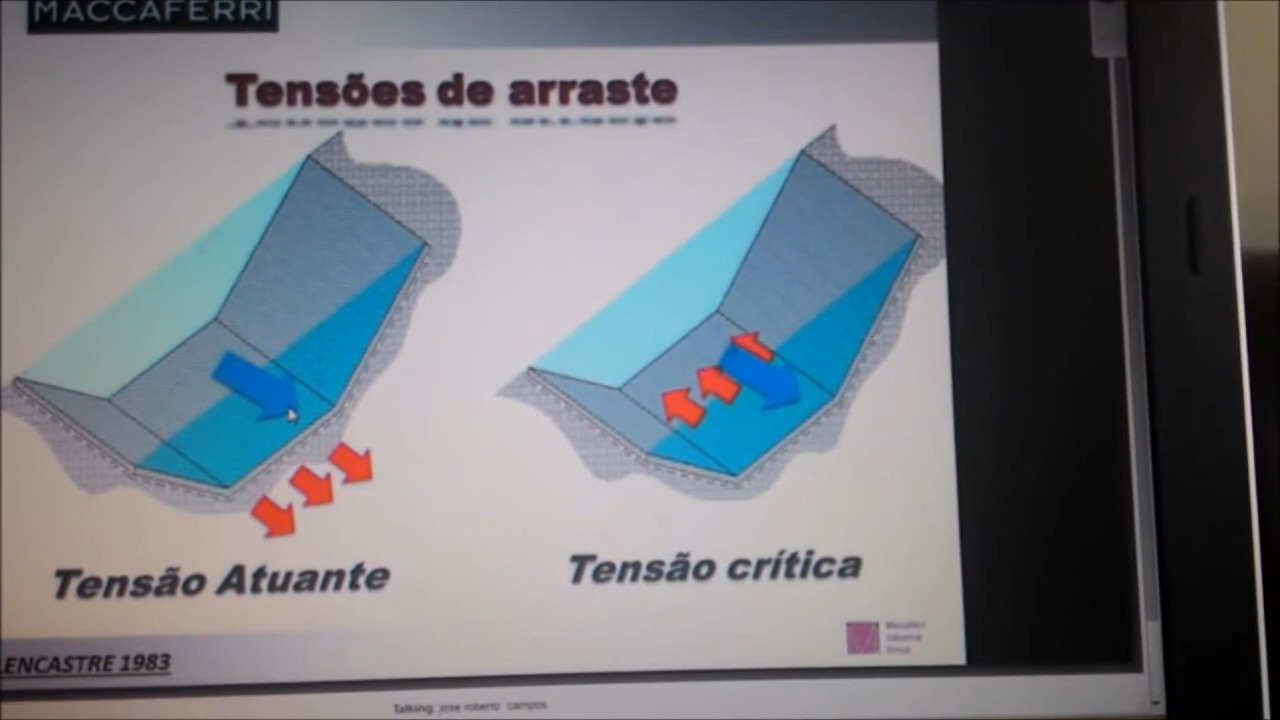 MACCAFERRI
Tensões de arraste
Tensão Atuante
Tensão crítica
LENCASTRE 1983
Talking: jose roberto campos